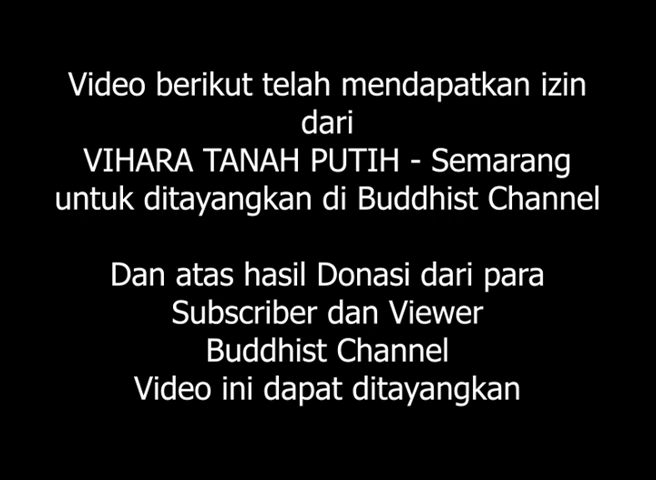 Video berikut telah mendapatkan izin
dari
VIHARA TANAH PUTIH - Semarang
untuk ditayangkan di Buddhist Channel
Dan atas hasil Donasi dari para
Subscriber dan Viewer
Buddhist Channel
Video ini dapat ditayangkan